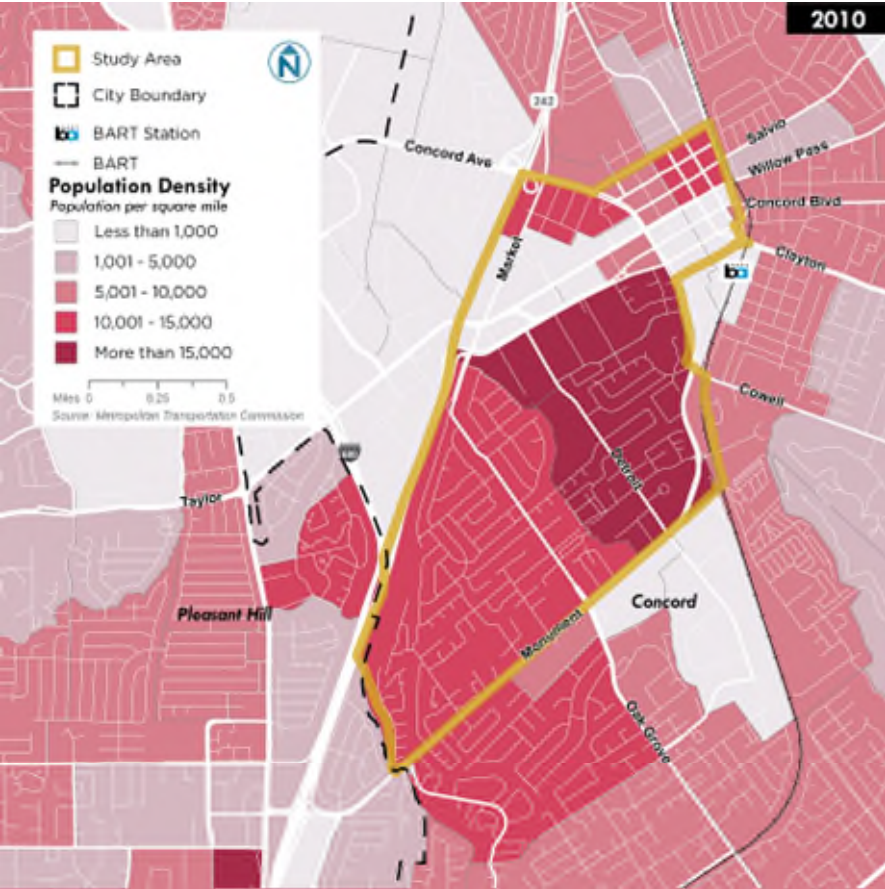 2010
Study Area
City Boundary
BART Station
BART
Population Density
Population per square mile
Less than 1,000
1,001 - 5,000
5,001 - 10,000
10,001 - 15,000
More than 15,000
Miles 0 0.25 0.5
Source: Metropolitan Transportation Commission
N
242
Concord Ave
Salvio
Willow Pass
Concord Blvd
Market
Clayton
Cowell
Detroit
680
Taylor
Pleasant Hill
Concord
Monument
Oak Grove